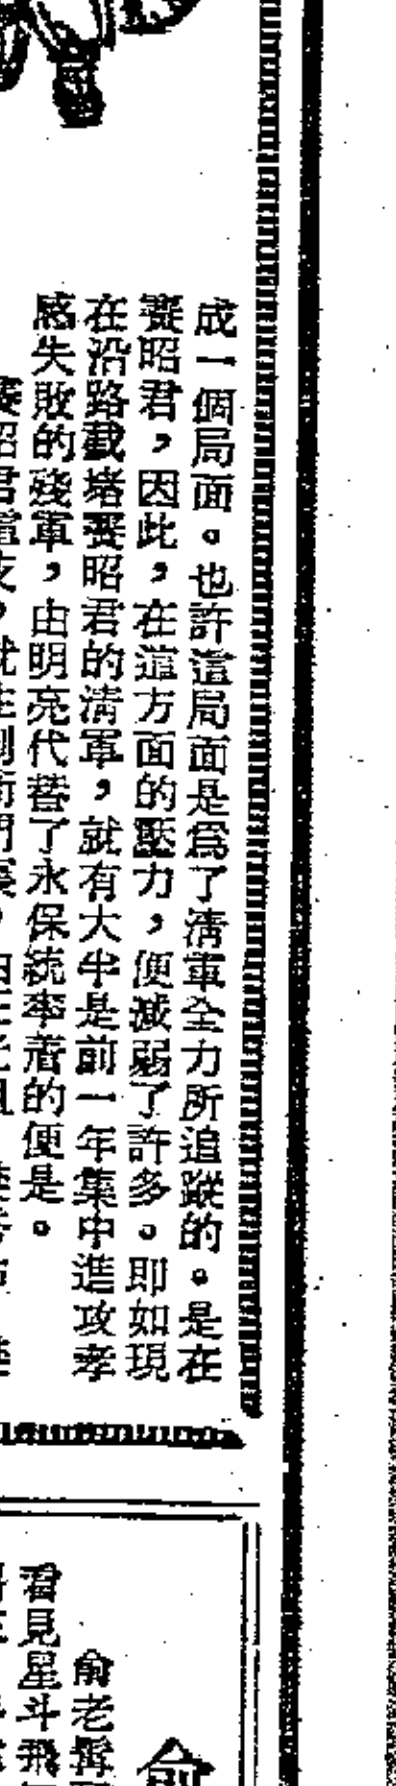 成一個局面。也許這局面是為了清軍全力所追蹤的。是在
賽昭君,因此,在這方面的壓力,便減弱了許多。即如現
在沿路截堵賽昭君的清軍,就有大半是前一年集中進攻孝
感失敗的殘軍,由明亮代替了永保統率着的便是。
俞
俞老
看見星斗飛